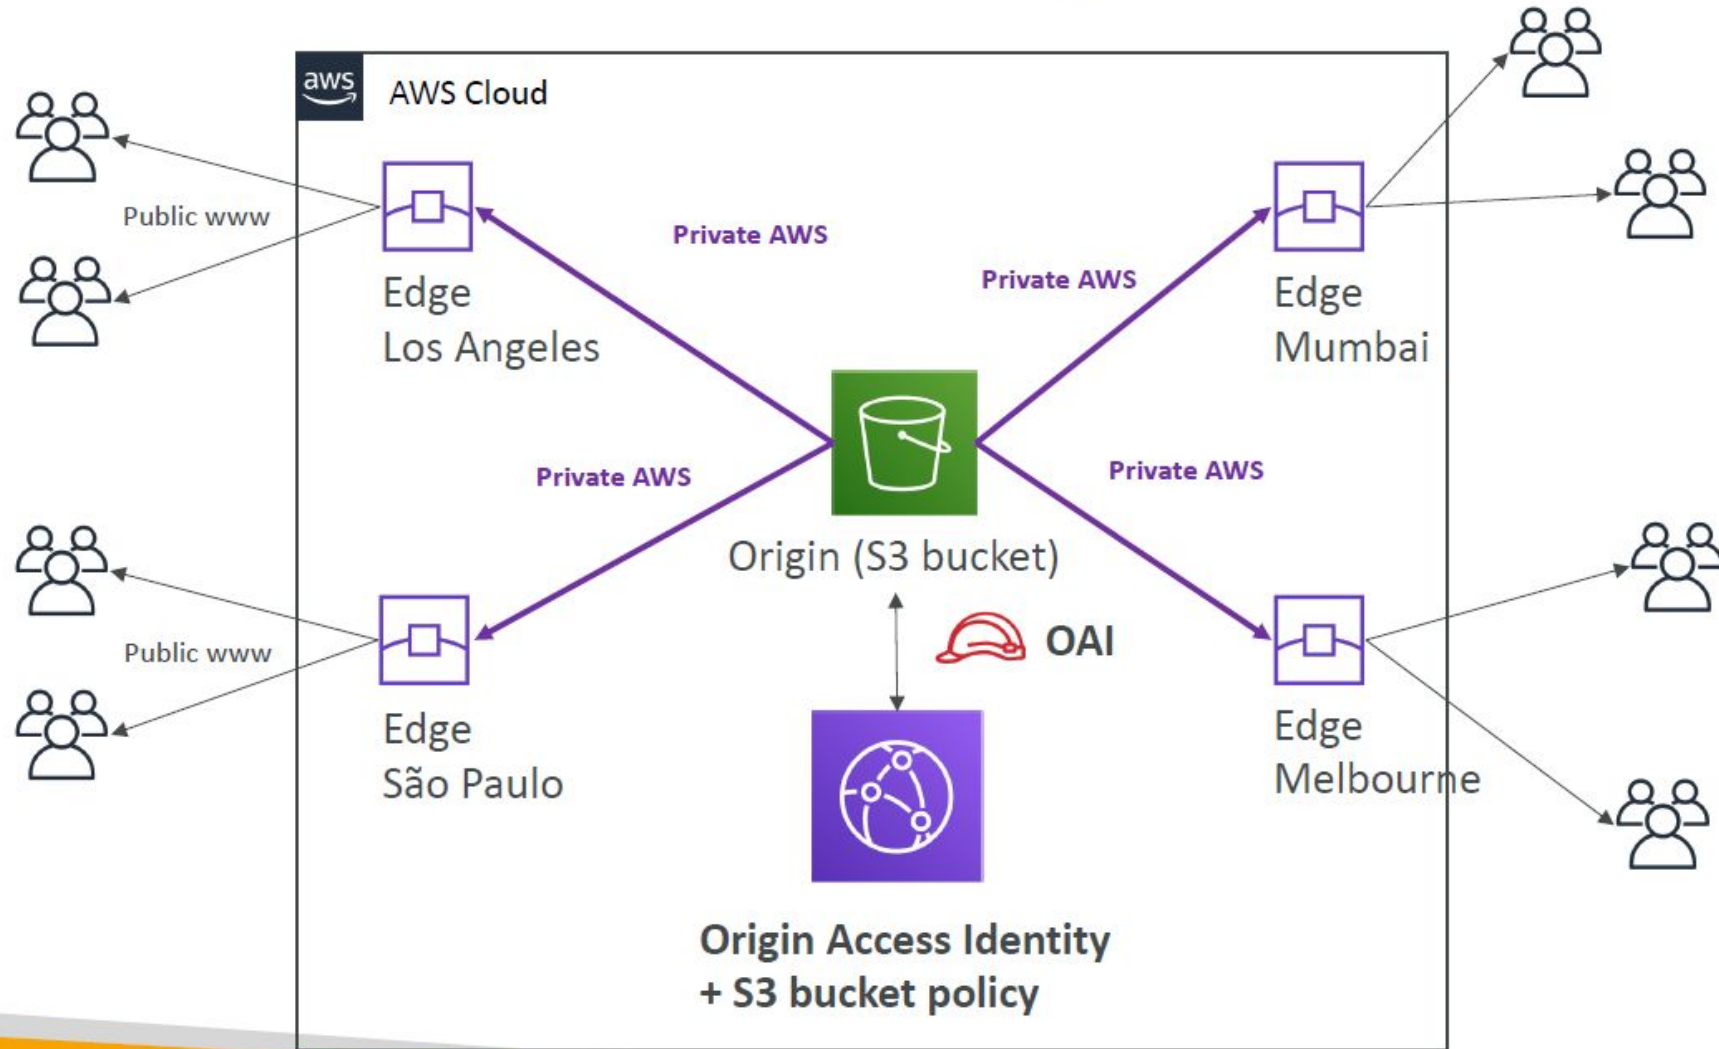 aws
AWS Cloud
Public www
Private AWS
Private AWS
Edge
Los Angeles
Edge
Mumbai
Private AWS
Private AWS
Origin (S3 bucket)
OAI
Public www
Edge
São Paulo
Edge
Melbourne
Origin Access Identity
+ S3 bucket policy